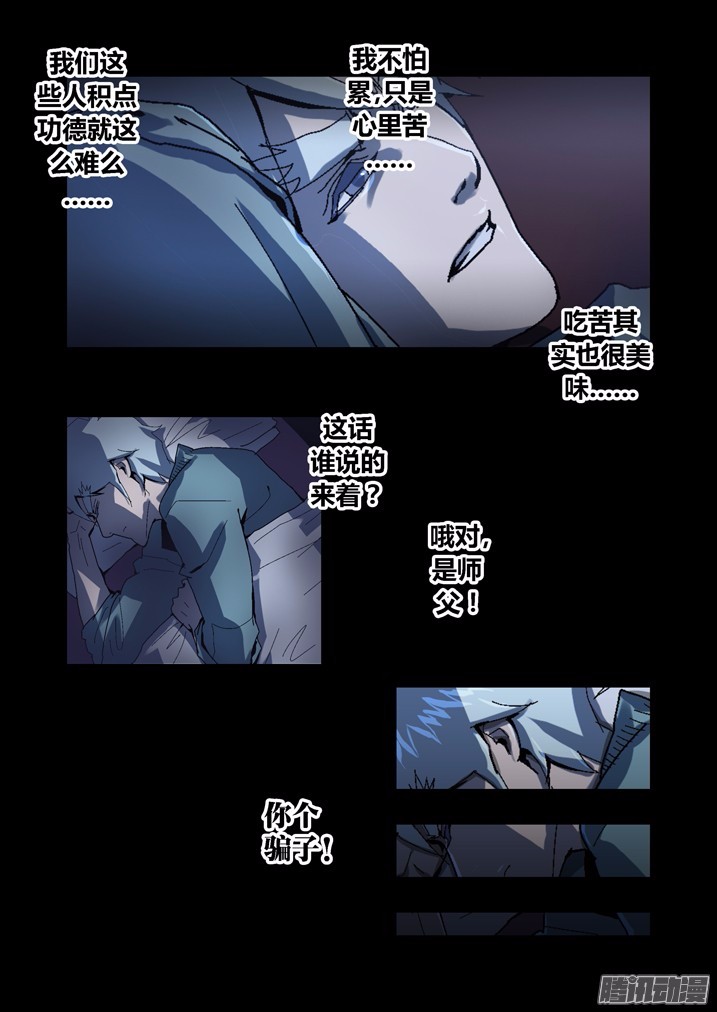 我们这
些人积点
功德就这
么难么
……
我不怕
累,只是
心里苦
……
吃苦其
实也很美
味……
这话
谁说的
来着？
哦对,
是师
父！
你个
骗子！
腾讯动漫